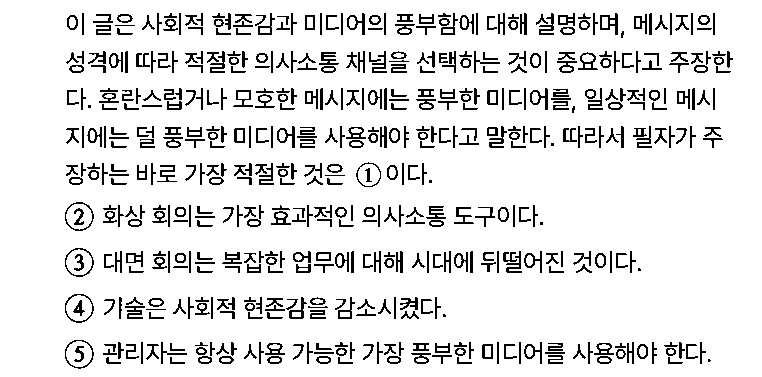 이 글은 사회적 현존감과 미디어의 풍부함에 대해 설명하며, 메시지의
성격에 따라 적절한 의사소통 채널을 선택하는 것이 중요하다고 주장한
다. 혼란스럽거나 모호한 메시지에는 풍부한 미디어를, 일상적인 메시
지에는 덜 풍부한 미디어를 사용해야 한다고 말한다. 따라서 필자가 주
장하는 바로 가장 적절한 것은 ①이다.
② 화상 회의는 가장 효과적인 의사소통 도구이다.
③ 대면 회의는 복잡한 업무에 대해 시대에 뒤떨어진 것이다.
④ 갸술은 사회적 현존감을 감소시켰다.
⑤ 관리자는 항상 사용 가능한 가장 풍부한 미디어를 사용해야 한다.